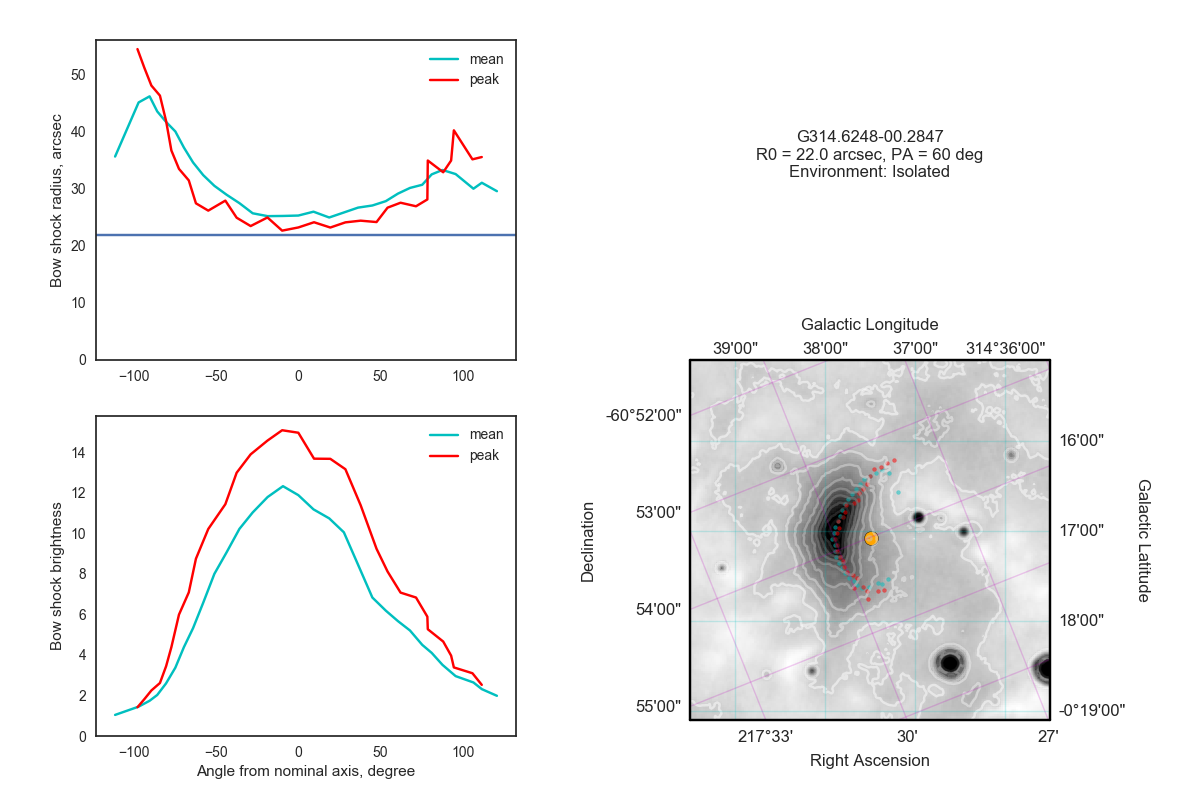 mean
peak
50
40
30
20
10
0
Bow shock radius, arcsec
−100 −50 0 50 100
mean
peak
14
12
10
8
6
4
2
0
Bow shock brightness
−100 −50 0 50 100
Angle from nominal axis, degree
G314.6248-00.2847
R0 = 22.0 arcsec, PA = 60 deg
Environment: Isolated
Galactic Longitude
39'00" 38'00" 37'00" 314°36'00"
-60°52'00"
53'00"
54'00"
55'00"
Declination
16'00"
17'00"
18'00"
-0°19'00"
Galactic Latitude
217°33' 30' 27'
Right Ascension